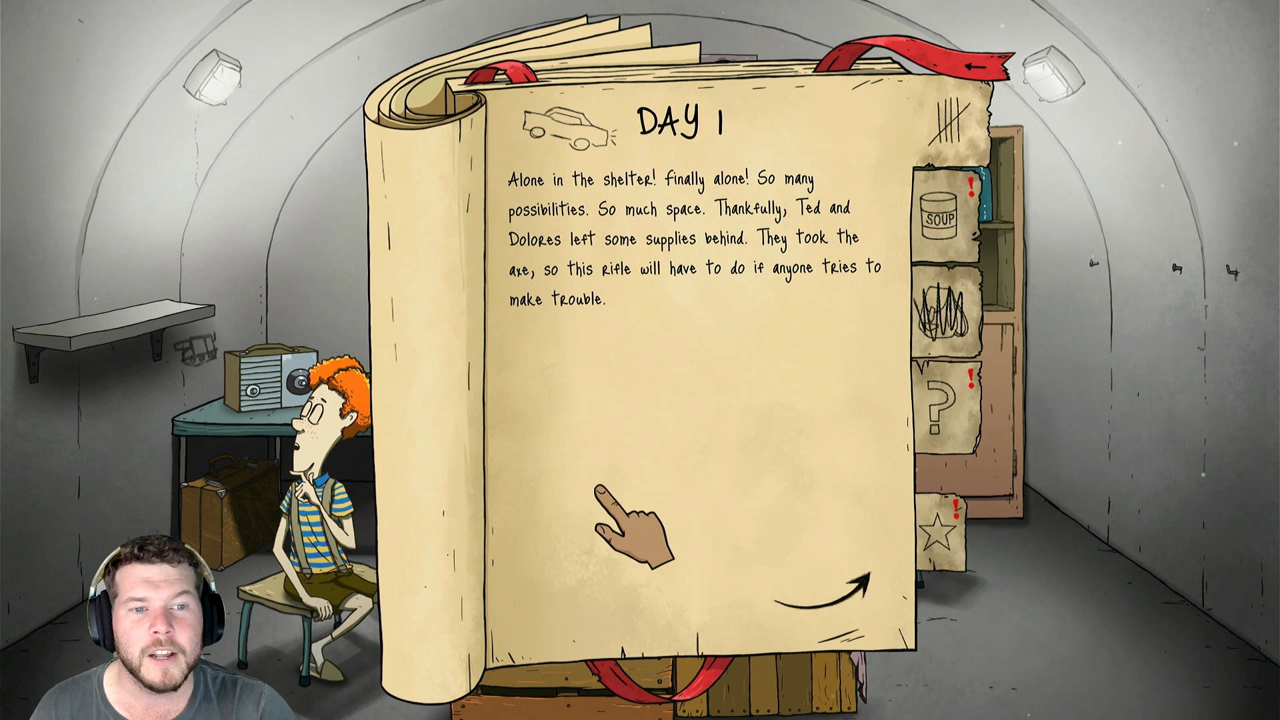 DAY 1
Alone in the shelter! Finally alone! So many
possibilities. So much space. Thankfully, Ted and
Dolores left some supplies behind. They took the
axe, so this rifle will have to do if anyone tries to
make trouble.
!
SOUP
!
?
!